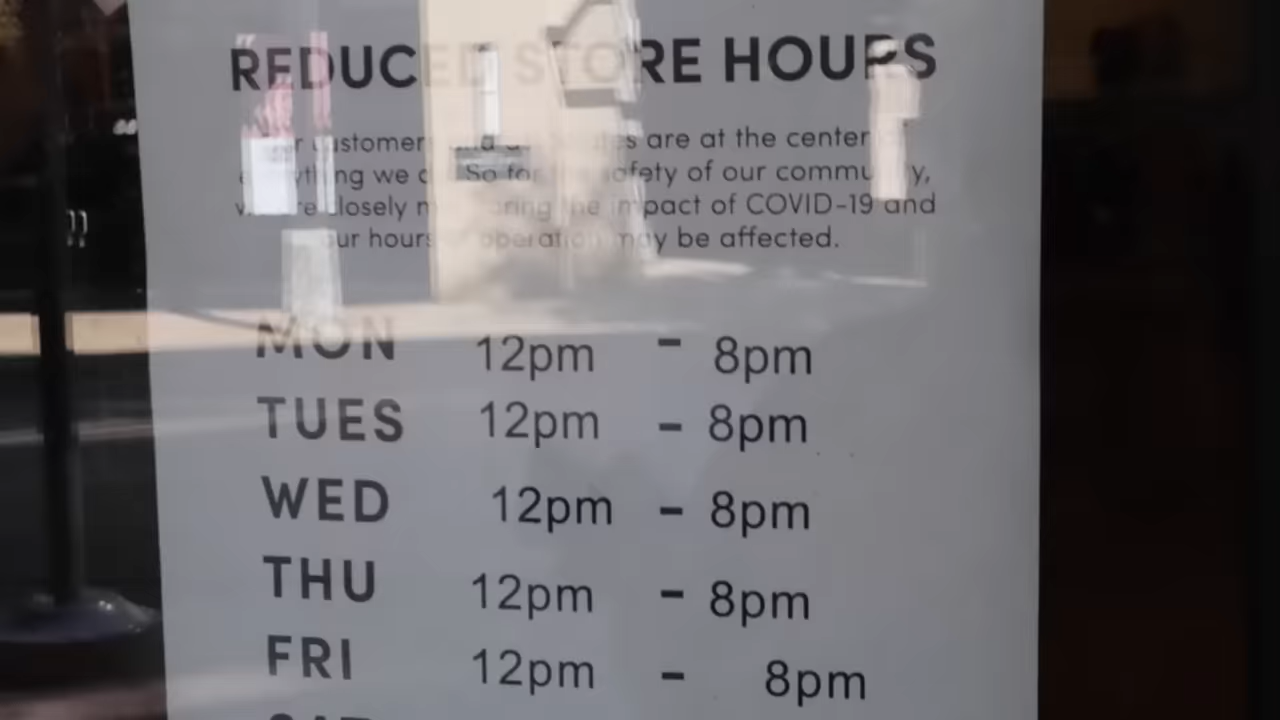 REDUCED STORE HOURS
Our customers and are at the center of
everything we do. So for the safety of our community,
we are closely monitoring the impact of COVID-19 and
our hours of operation may be affected.
MON 12pm - 8pm
TUES 12pm - 8pm
WED 12pm - 8pm
THU 12pm - 8pm
FRI 12pm - 8pm